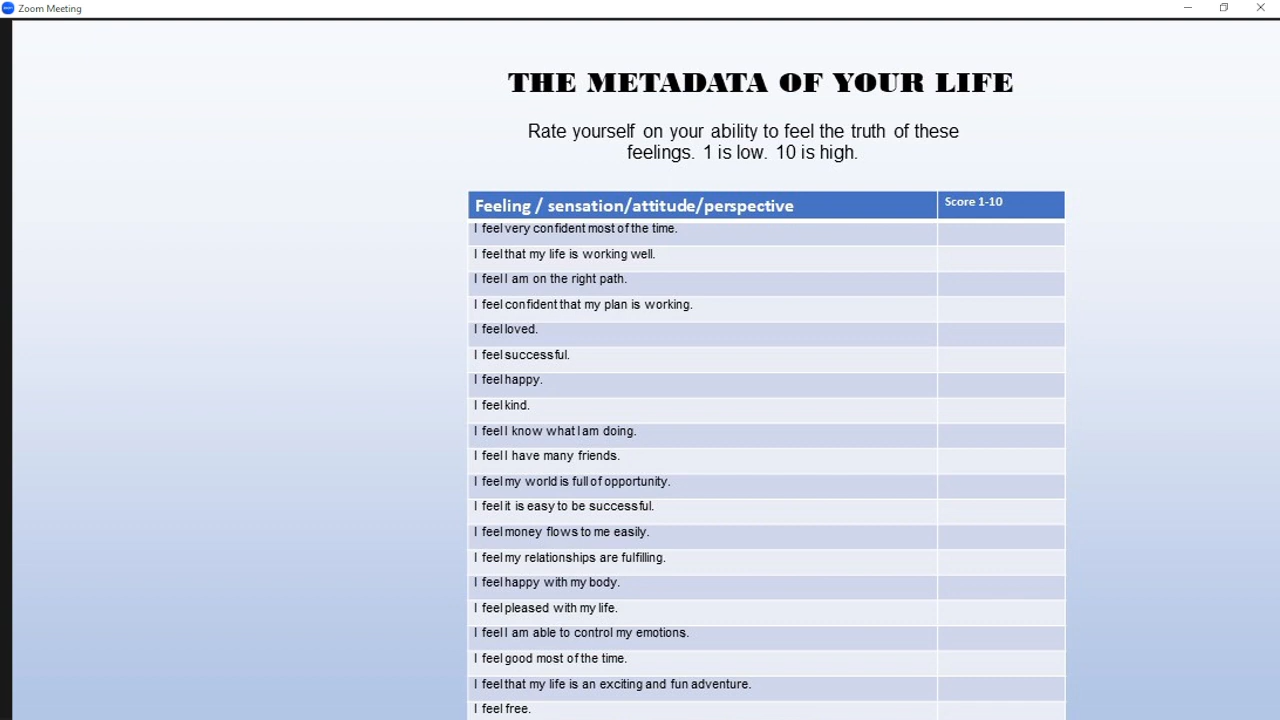 Zoom Meeting
THE METADATA OF YOUR LIFE
Rate yourself on your ability to feel the truth of these
feelings. 1 is low. 10 is high.
Feeling / sensation/attitude/perspective Score 1-10
I feel very confident most of the time.
I feel that my life is working well.
I feel I am on the right path.
I feel confident that my plan is working.
I feel loved.
I feel successful.
I feel happy.
I feel kind.
I feel I know what I am doing.
I feel I have many friends.
I feel my world is full of opportunity.
I feel it is easy to be successful.
I feel money flows to me easily.
I feel my relationships are fulfilling.
I feel happy with my body.
I feel pleased with my life.
I feel I am able to control my emotions.
I feel good most of the time.
I feel that my life is an exciting and fun adventure.
I feel free.